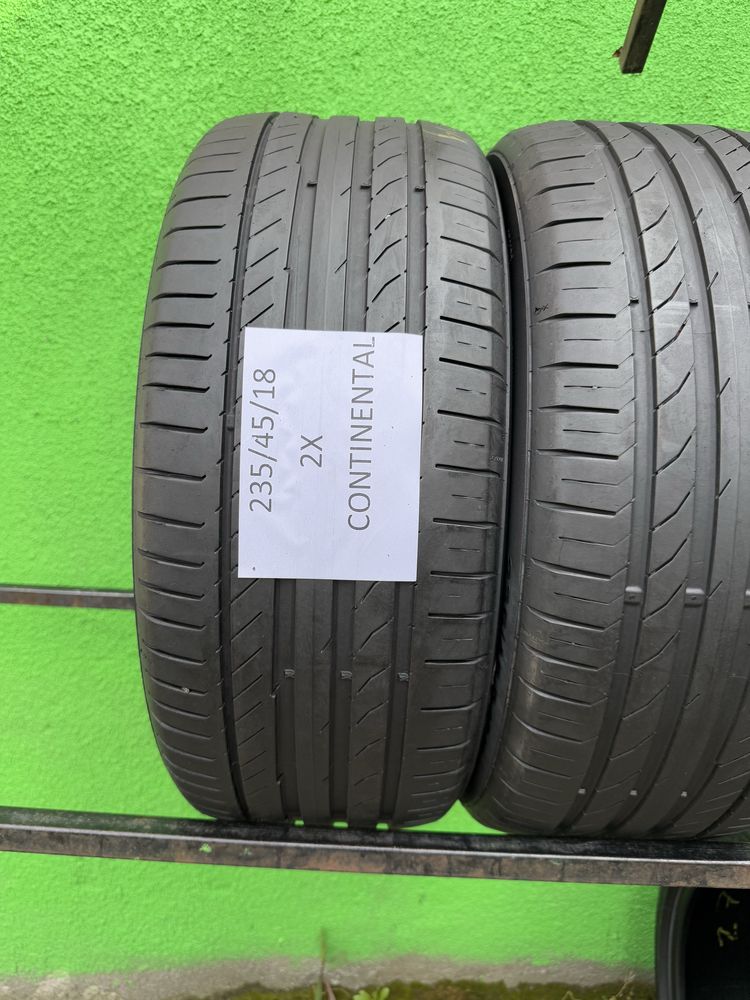 235/45/18
2X
CONTINENTAL